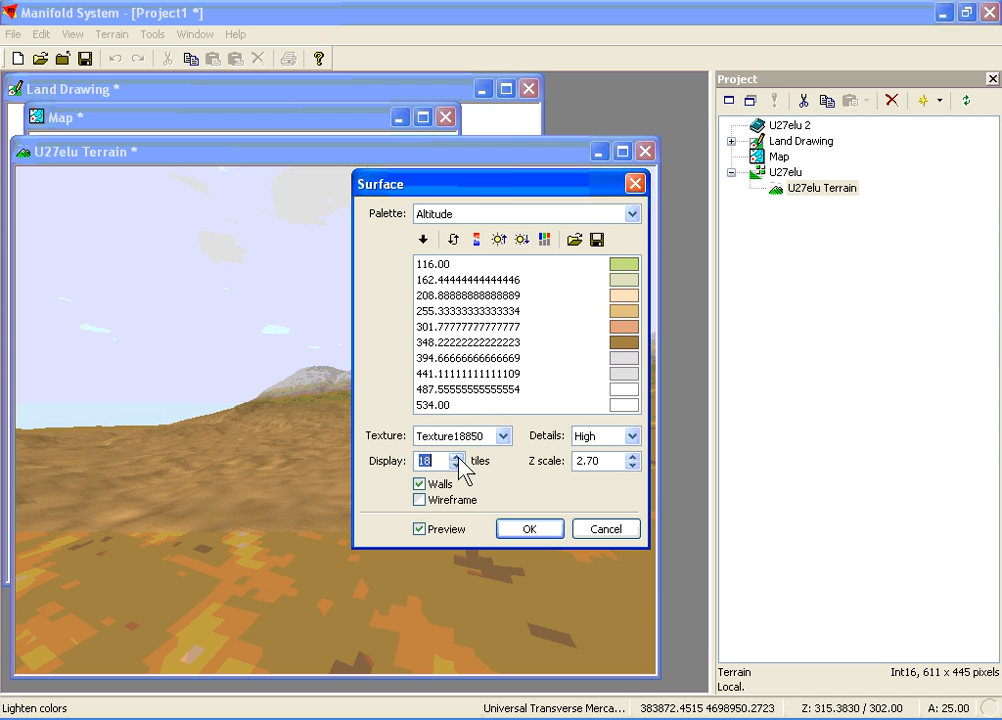 Manifold System - [Project1 *]
File Edit View Terrain Tools Window Help
Land Drawing *
Map *
U27elu Terrain *
Surface
Palette: Altitude
116.00
162.44444444444446
208.88888888888889
255.33333333333334
301.77777777777777
348.22222222222223
394.66666666666669
441.11111111111109
487.55555555555554
534.00
Texture: Texture18850 Details: High
Display: 18 tiles Z scale: 2.70
Walls
Wireframe
Preview OK Cancel
Project
U27elu 2
Land Drawing
Map
U27elu
U27elu Terrain
Terrain Int16, 611 x 445 pixels
Local.
Lighten colors Universal Transverse Merca... 383872.4515 4698950.2723 Z: 315.3830 / 302.00 A: 25.00